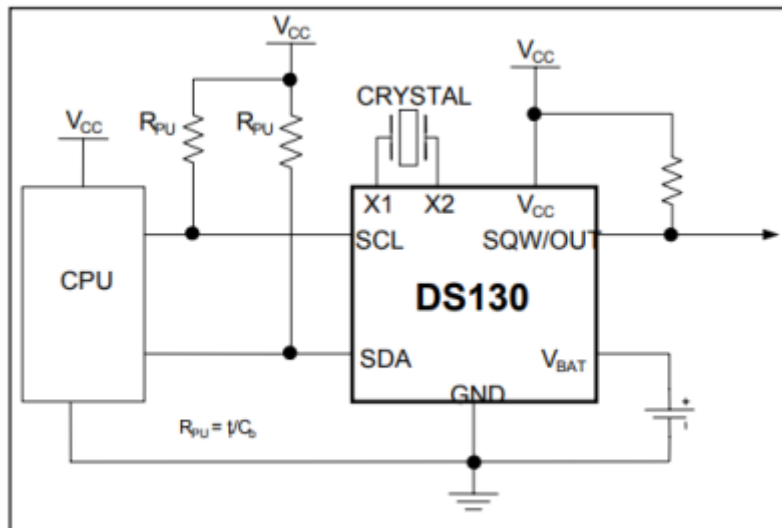 VCC
VCC
CRYSTAL
VCC
RPU
RPU
X1
X2
VCC
SCL
SQW/OUT
CPU
DS130
SDA
VBAT
GND
+
-
RPU = t/Cb